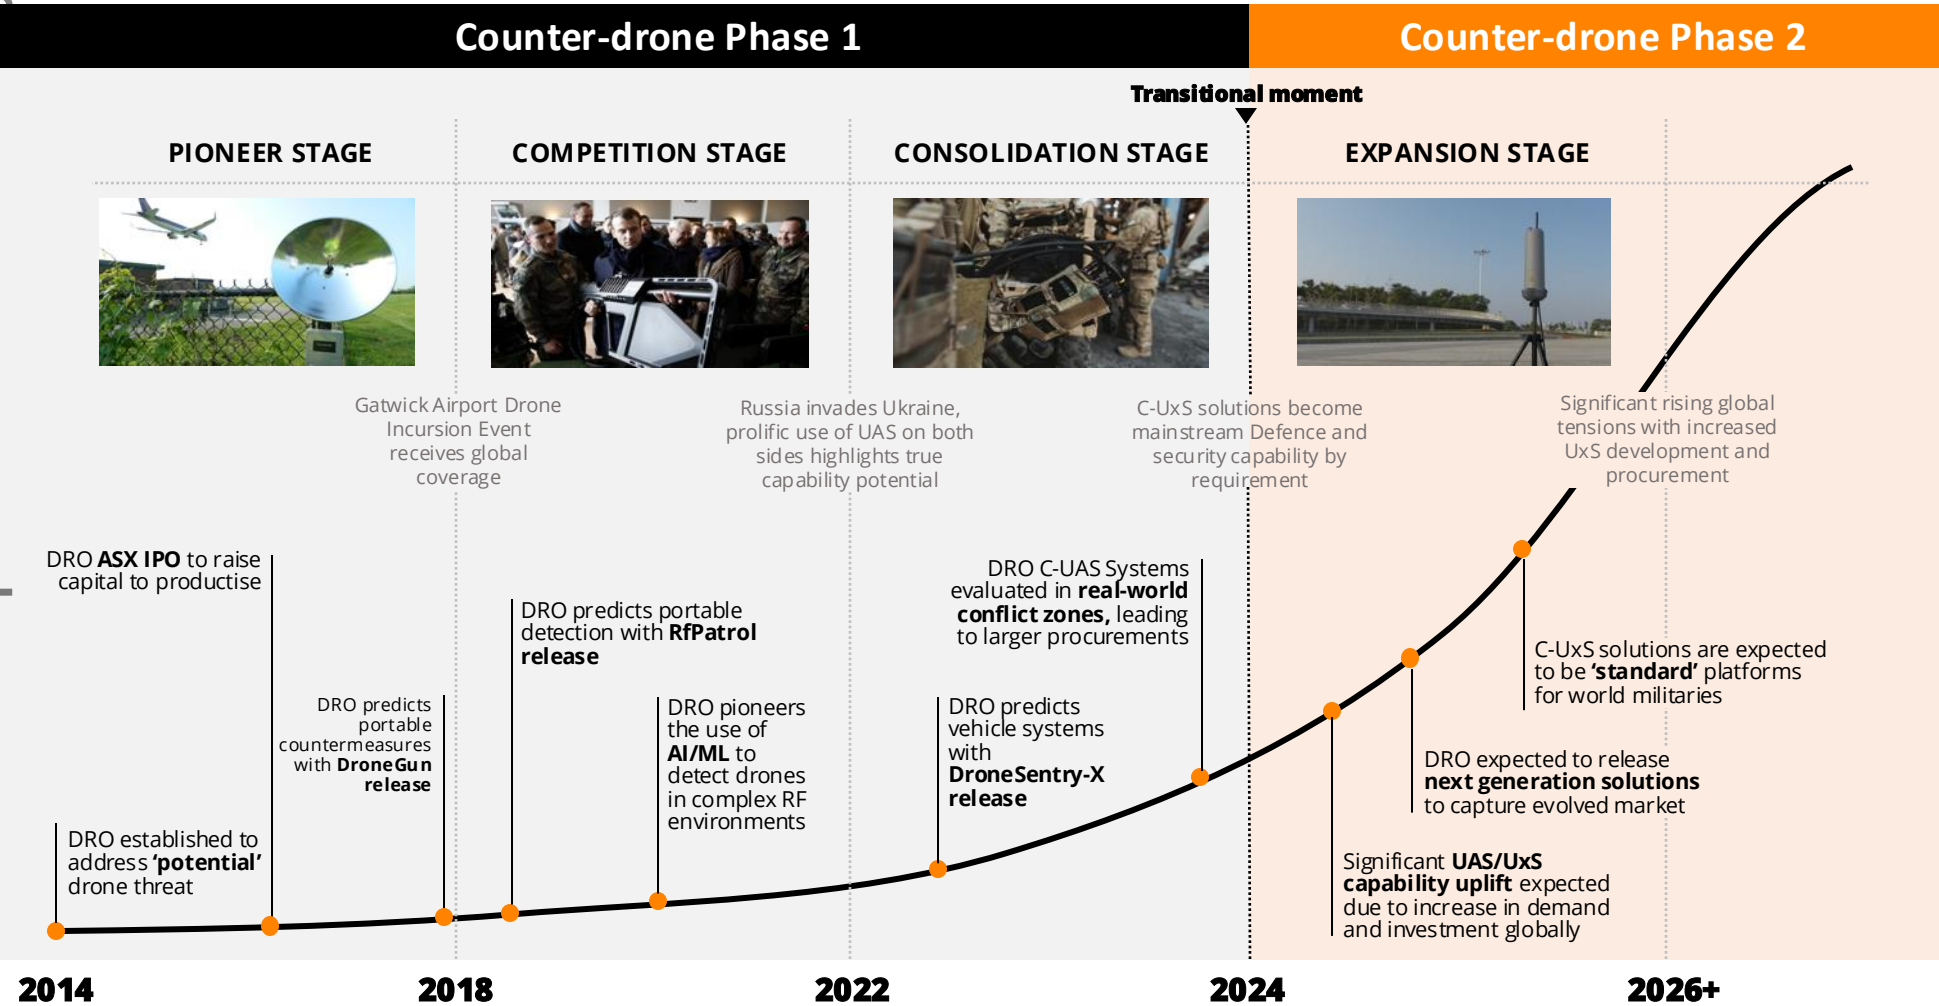 Counter-drone Phase 1
Counter-drone Phase 2
Transitional moment
PIONEER STAGE
COMPETITION STAGE
CONSOLIDATION STAGE
EXPANSION STAGE
Gatwick Airport Drone
Incursion Event
receives global
coverage
Russia invades Ukraine,
prolific use of UAS on both
sides highlights true
capability potential
C-UxS solutions become
mainstream Defence and
security capability by
requirement
Significant rising global
tensions with increased
UxS development and
procurement
DRO ASX IPO to raise
capital to productise
DRO predicts portable
detection with RfPatrol
release
DRO C-UAS Systems
evaluated in real-world
conflict zones, leading
to larger procurements
C-UxS solutions are expected
to be ‘standard’ platforms
for world militaries
DRO predicts
portable
countermeasures
with DroneGun
release
DRO pioneers
the use of
AI/ML to
detect drones
in complex RF
environments
DRO predicts
vehicle systems
with
DroneSentry-X
release
DRO expected to release
next generation solutions
to capture evolved market
DRO established to
address ‘potential’
drone threat
Significant UAS/UxS
capability uplift expected
due to increase in demand
and investment globally
2014
2018
2022
2024
2026+